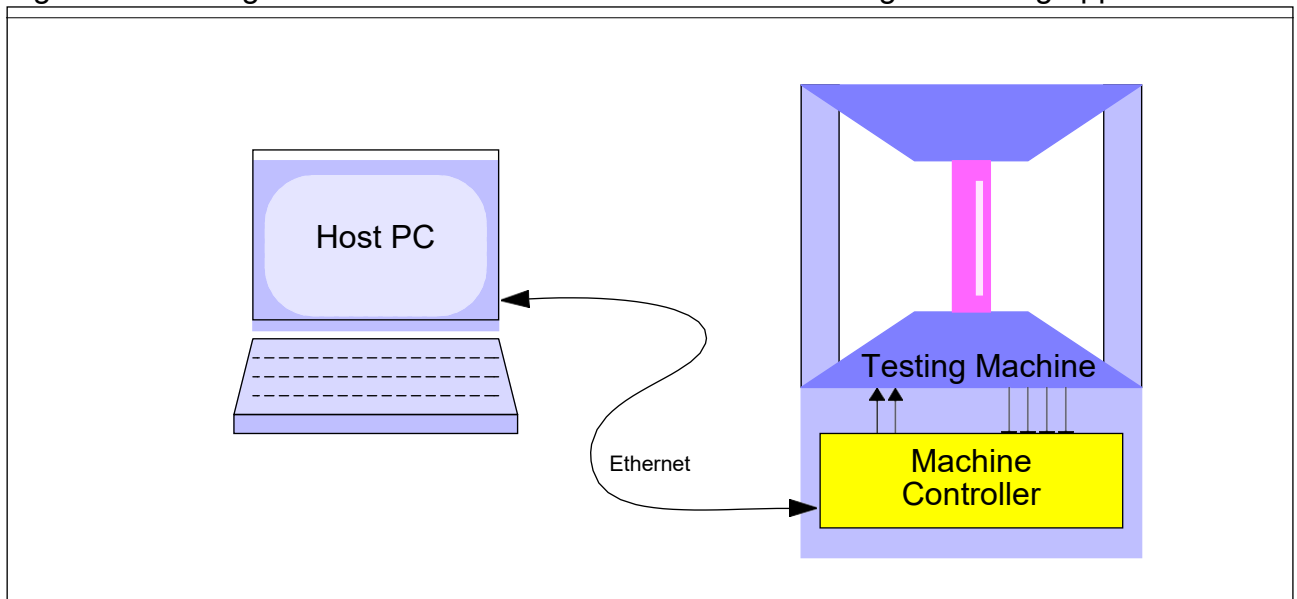 Host PC
Testing Machine
Ethernet
Machine
Controller